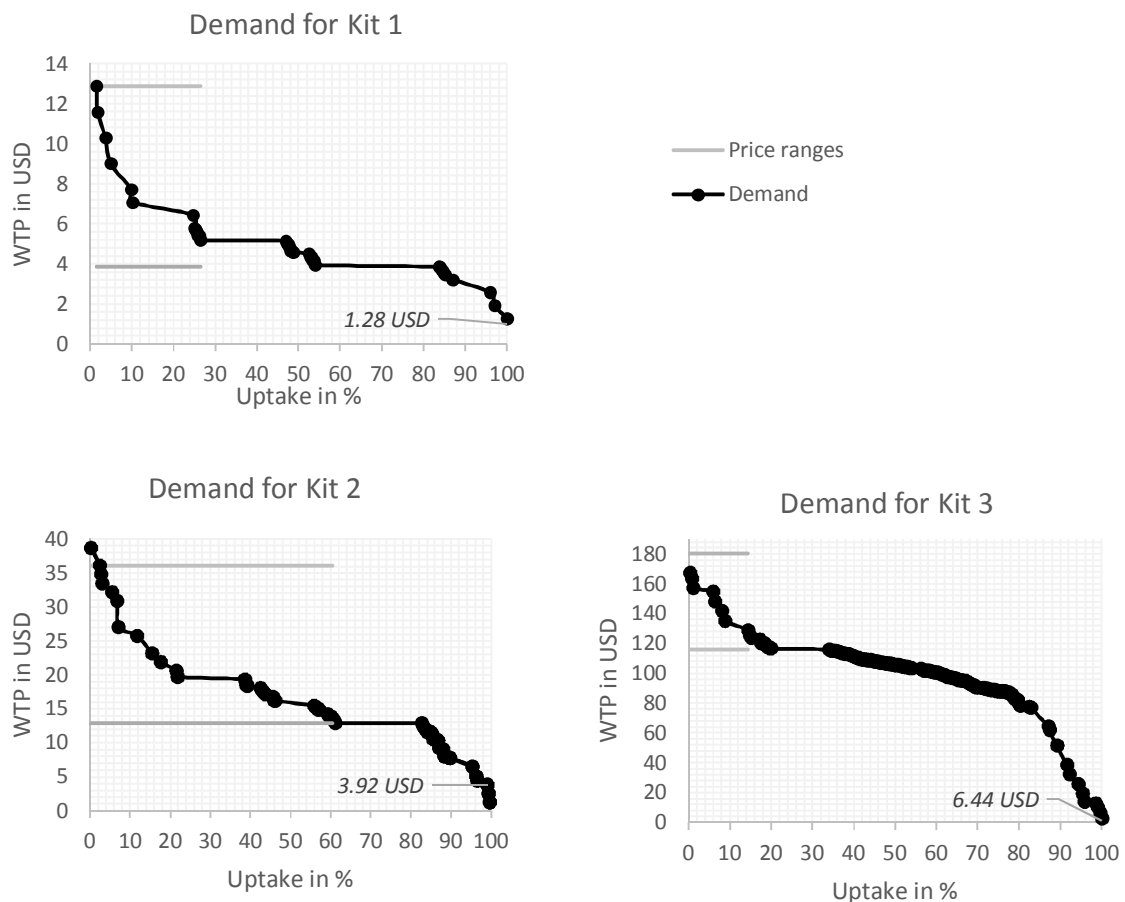 Demand for Kit 1
14
12
10
8
6
4
2
0
WTP in USD
1.28 USD
0 10 20 30 40 50 60 70 80 90 100
Uptake in %
Price ranges
Demand
Demand for Kit 2
40
35
30
25
20
15
10
5
0
WTP in USD
3.92 USD
0 10 20 30 40 50 60 70 80 90 100
Uptake in %
Demand for Kit 3
180
160
140
120
100
80
60
40
20
0
WTP in USD
6.44 USD
0 10 20 30 40 50 60 70 80 90 100
Uptake in %